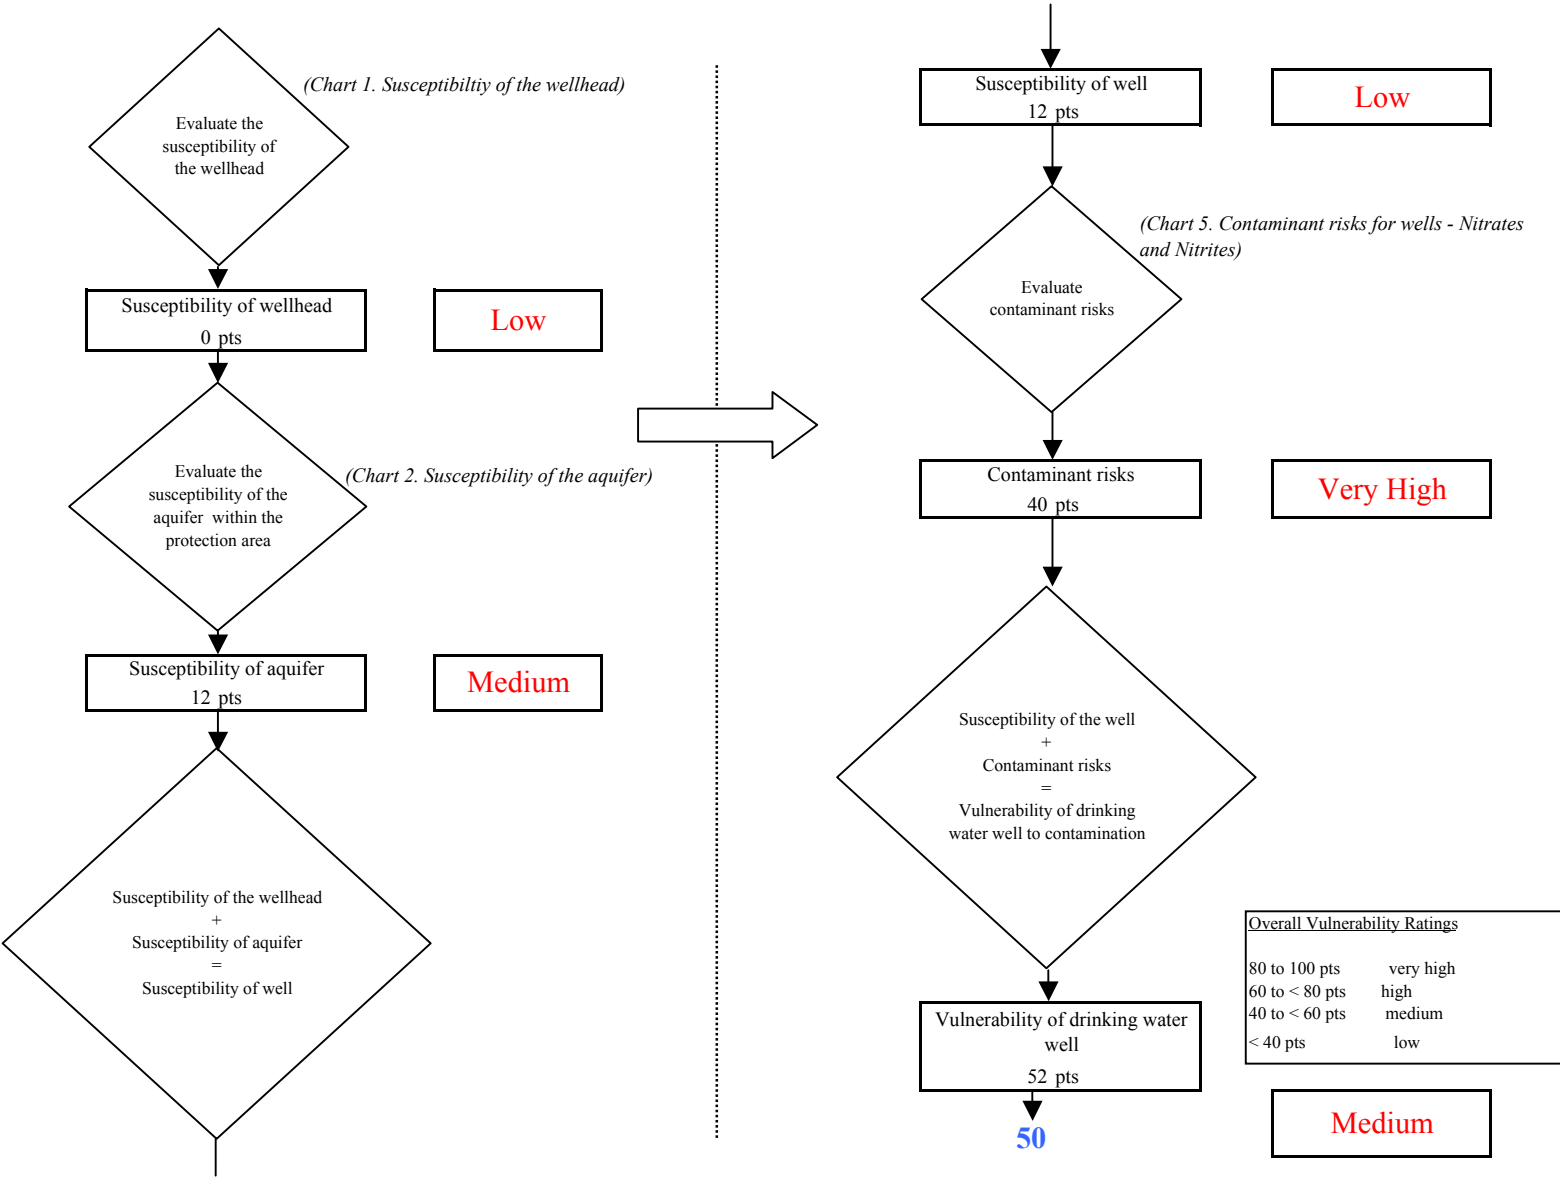 (Chart 1. Susceptibiltiy of the wellhead)
Evaluate the
susceptibility of
the wellhead
Susceptibility of wellhead
0 pts
Low
Evaluate the
susceptibility of the
aquifer within the
protection area
(Chart 2. Susceptibility of the aquifer)
Susceptibility of aquifer
12 pts
Medium
Susceptibility of the wellhead
+
Susceptibility of aquifer
=
Susceptibility of well
Susceptibility of well
12 pts
Low
(Chart 5. Contaminant risks for wells - Nitrates
and Nitrites)
Evaluate
contaminant risks
Contaminant risks
40 pts
Very High
Susceptibility of the well
+
Contaminant risks
=
Vulnerability of drinking
water well to contamination
Overall Vulnerability Ratings
80 to 100 pts very high
60 to < 80 pts high
40 to < 60 pts medium
< 40 pts low
Vulnerability of drinking water
well
52 pts
50
Medium